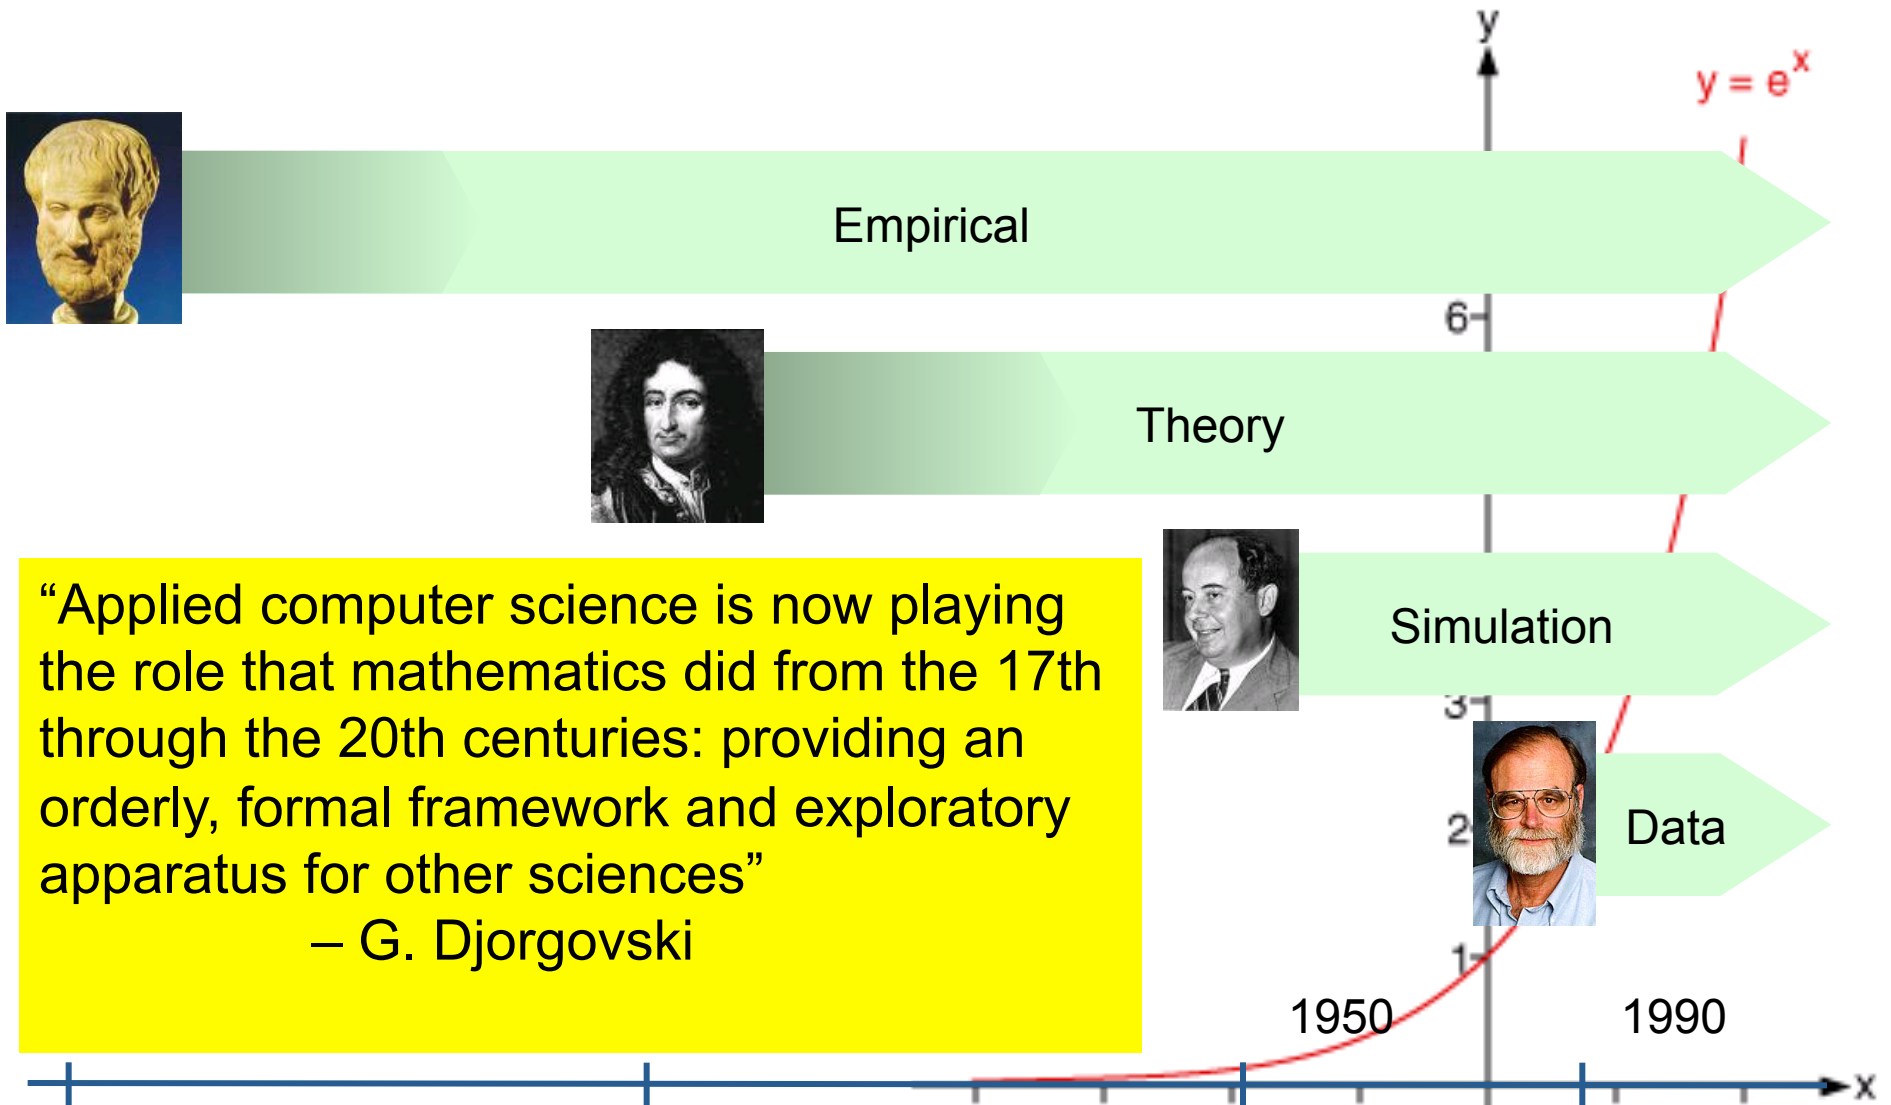 y
y = e^x
Empirical
6
Theory
Simulation
3
“Applied computer science is now playing
the role that mathematics did from the 17th
through the 20th centuries: providing an
orderly, formal framework and exploratory
apparatus for other sciences”
– G. Djorgovski
2
Data
1
1950
1990
x